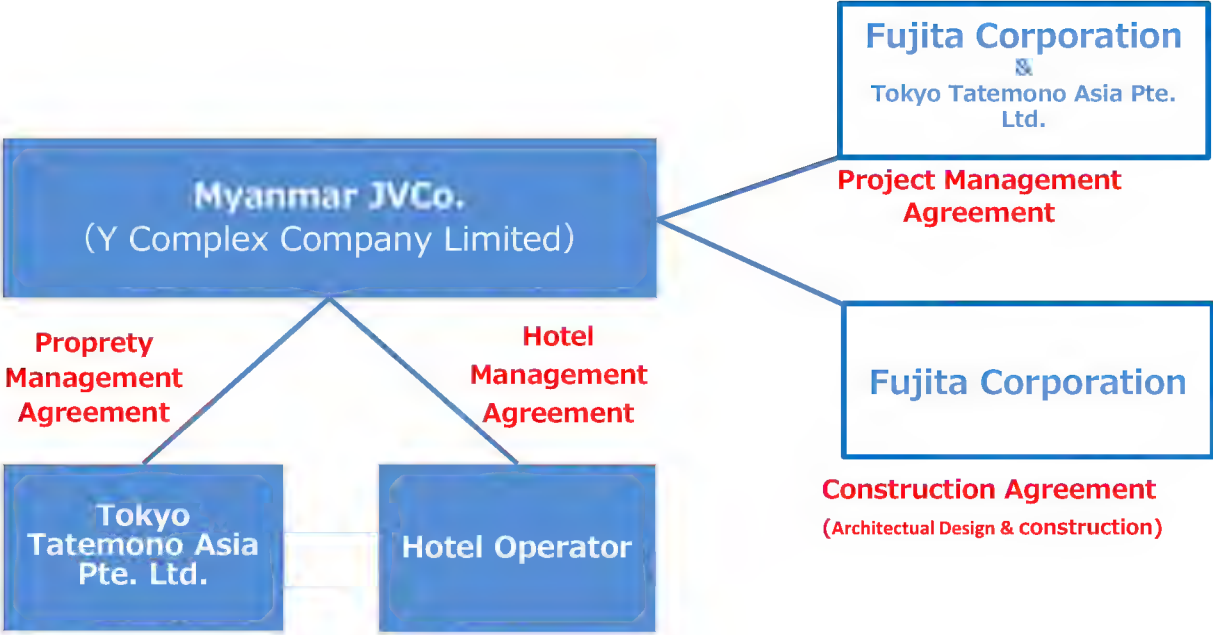 Fujita Corporation
&
Tokyo Tatemono Asia Pte.
Ltd.
Myanmar JVCo.
(Y Complex Company Limited)
Project Management
Agreement
Proprety
Management
Agreement
Hotel
Management
Agreement
Fujita Corporation
Construction Agreement
(Architectual Design & construction)
Tokyo
Tatemono Asia
Pte. Ltd.
Hotel Operator